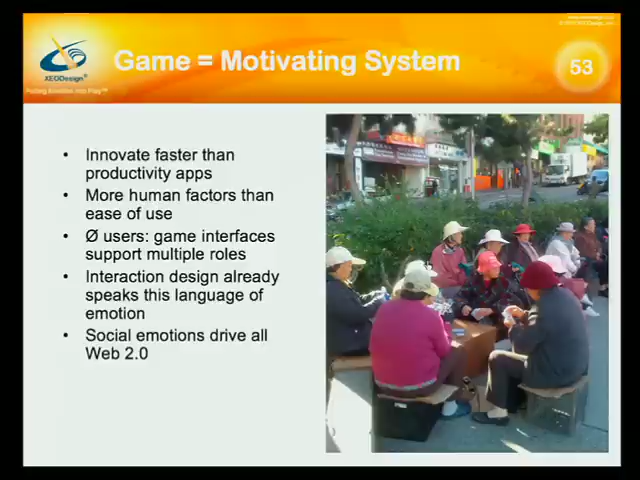 Game = Motivating System
53
XEODesign®
• Innovate faster than
productivity apps
• More human factors than
ease of use
• Ø users: game interfaces
support multiple roles
• Interaction design already
speaks this language of
emotion
• Social emotions drive all
Web 2.0